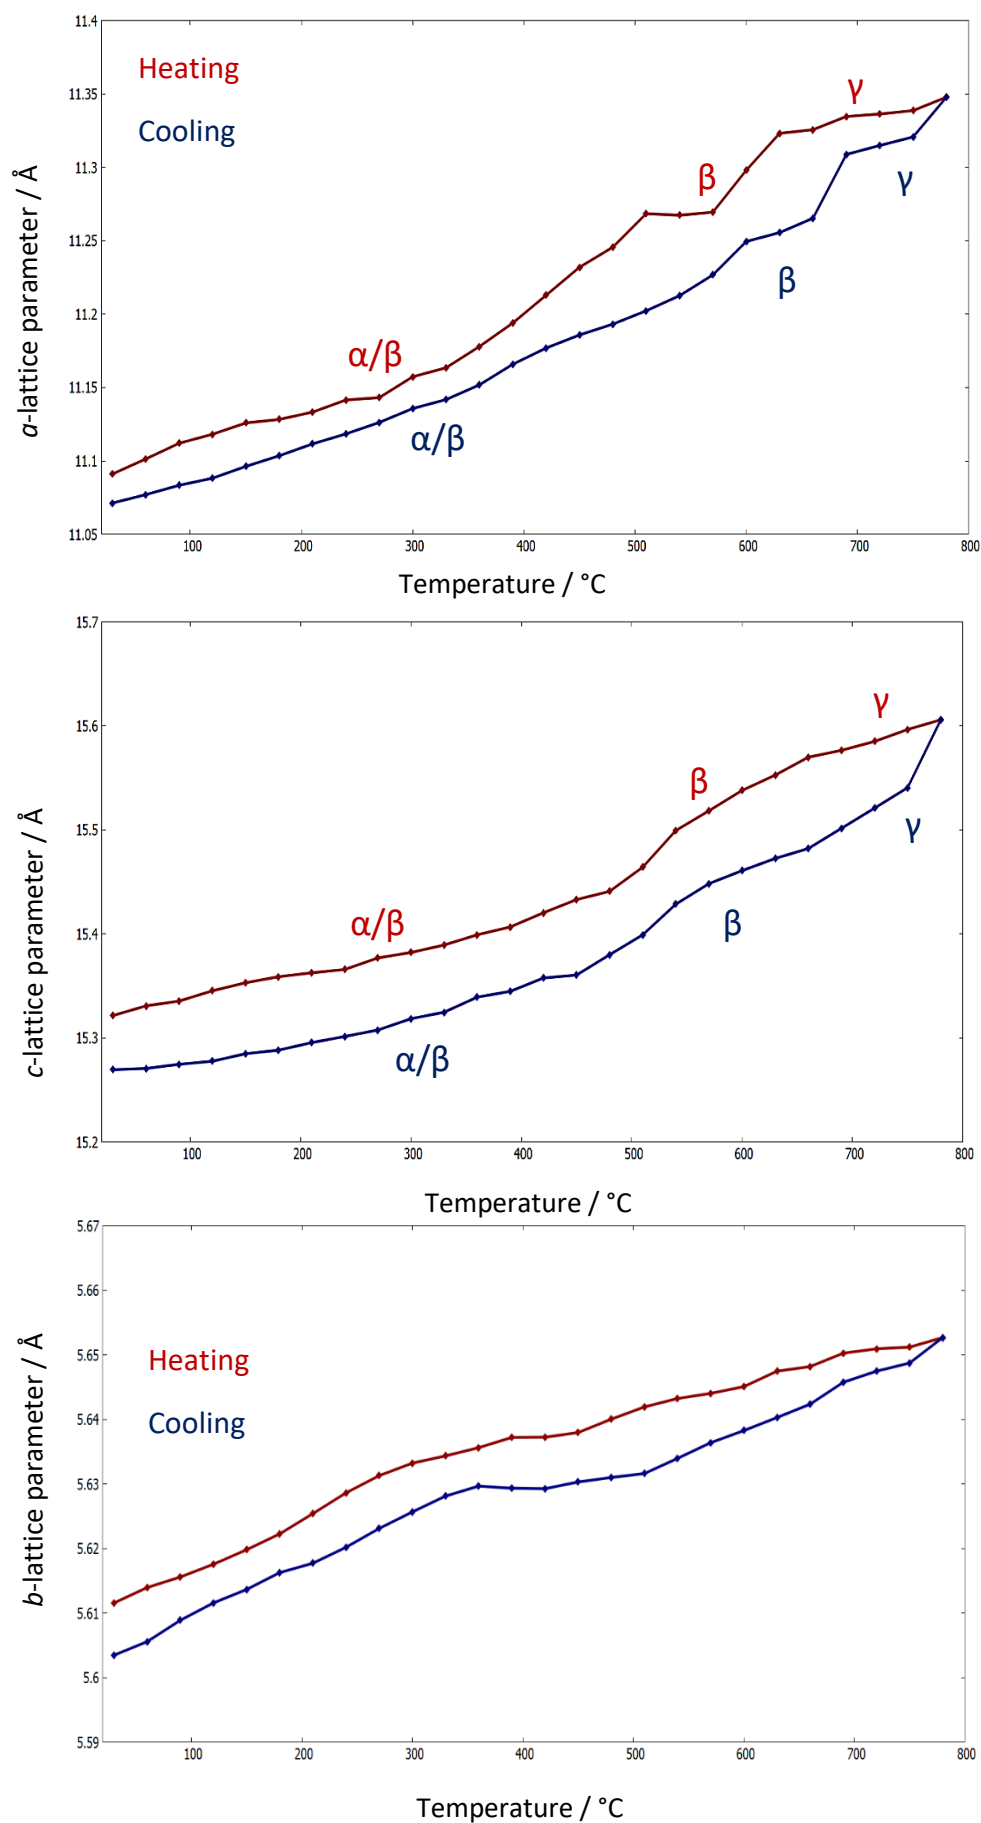 11.4
Heating
γ
11.35
Cooling
11.3
β
γ
11.25
β
11.2
α/β
11.15
α/β
11.1
11.05
a-lattice parameter / Å
100 200 300 400 500 600 700 800
Temperature / °C
15.7
γ
15.6
β
15.5
γ
15.4
α/β
β
15.3
α/β
15.2
c-lattice parameter / Å
100 200 300 400 500 600 700 800
Temperature / °C
5.67
5.66
Heating
5.65
Cooling
5.64
5.63
5.62
5.61
5.6
5.59
b-lattice parameter / Å
100 200 300 400 500 600 700 800
Temperature / °C